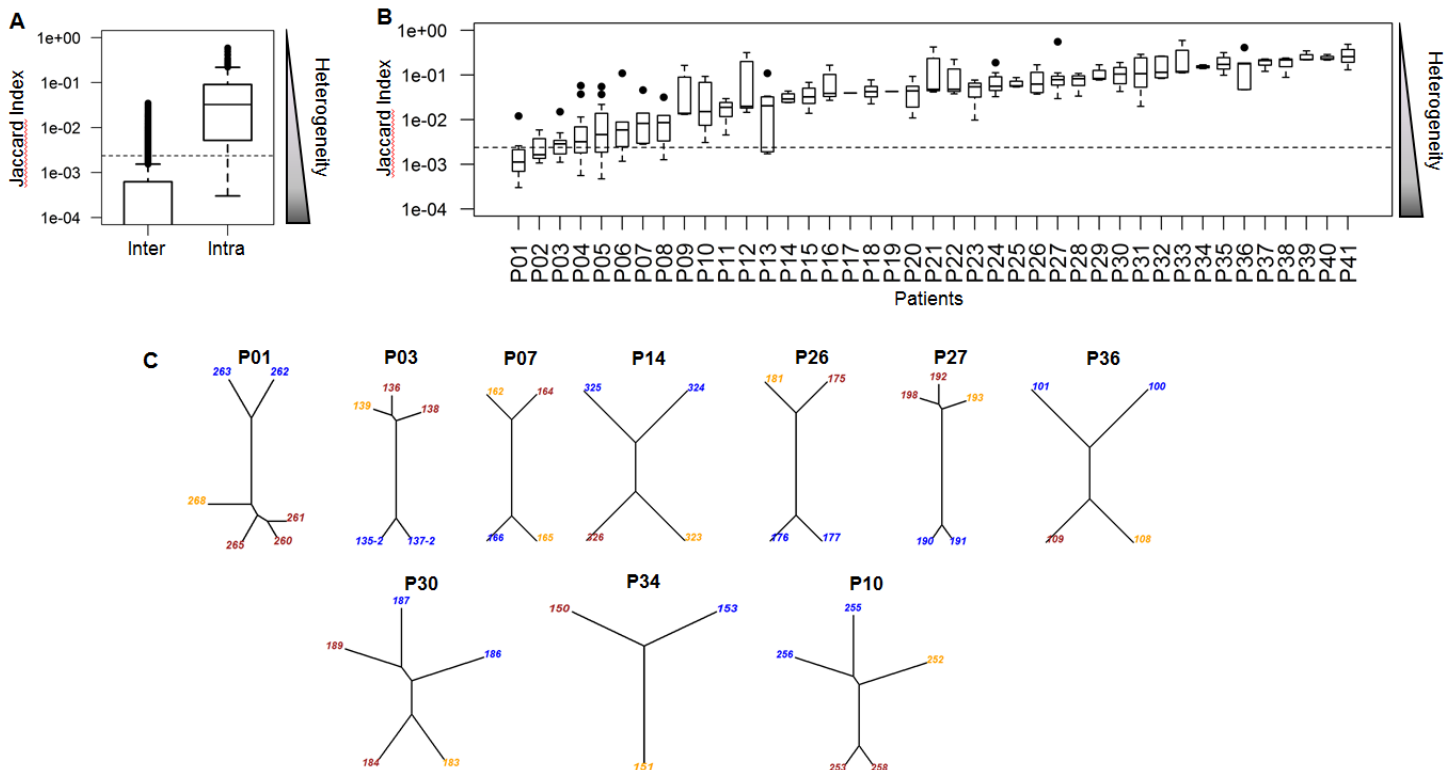 A
Jaccard Index
1e+00
1e-01
1e-02
1e-03
1e-04
Inter
Intra
Heterogeneity
B
Jaccard Index
1e+00
1e-01
1e-02
1e-03
1e-04
P01
P02
P03
P04
P05
P06
P07
P08
P09
P10
P11
P12
P13
P14
P15
P16
P17
P18
P19
P20
P21
P22
P23
P24
P25
P26
P27
P28
P29
P30
P31
P32
P33
P34
P35
P36
P37
P38
P39
P40
P41
Patients
Heterogeneity
C
P01
263 262
268
261
265 260
P03
136
139 138
135-2 137-2
P07
162 164
166 165
P14
325 324
326 323
P26
181 175
176 177
P27
192
198 193
190 191
P36
101 100
109 108
P30
187
189 186
184 183
P34
150 153
151
P10
255
256 252
253 258